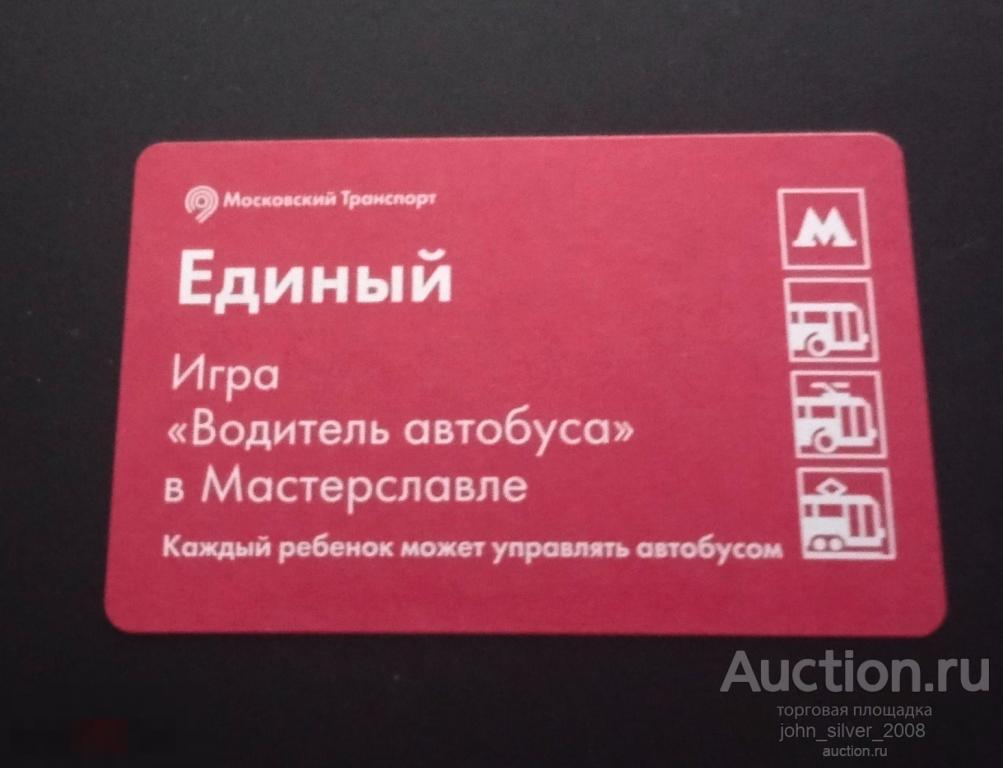 Московский Транспорт
Единый
М
Игра
«Водитель автобуса»
в Мастерславле
Каждый ребенок может управлять автобусом
Auction.ru
торговая площадка
john_silver_2008
auction.ru